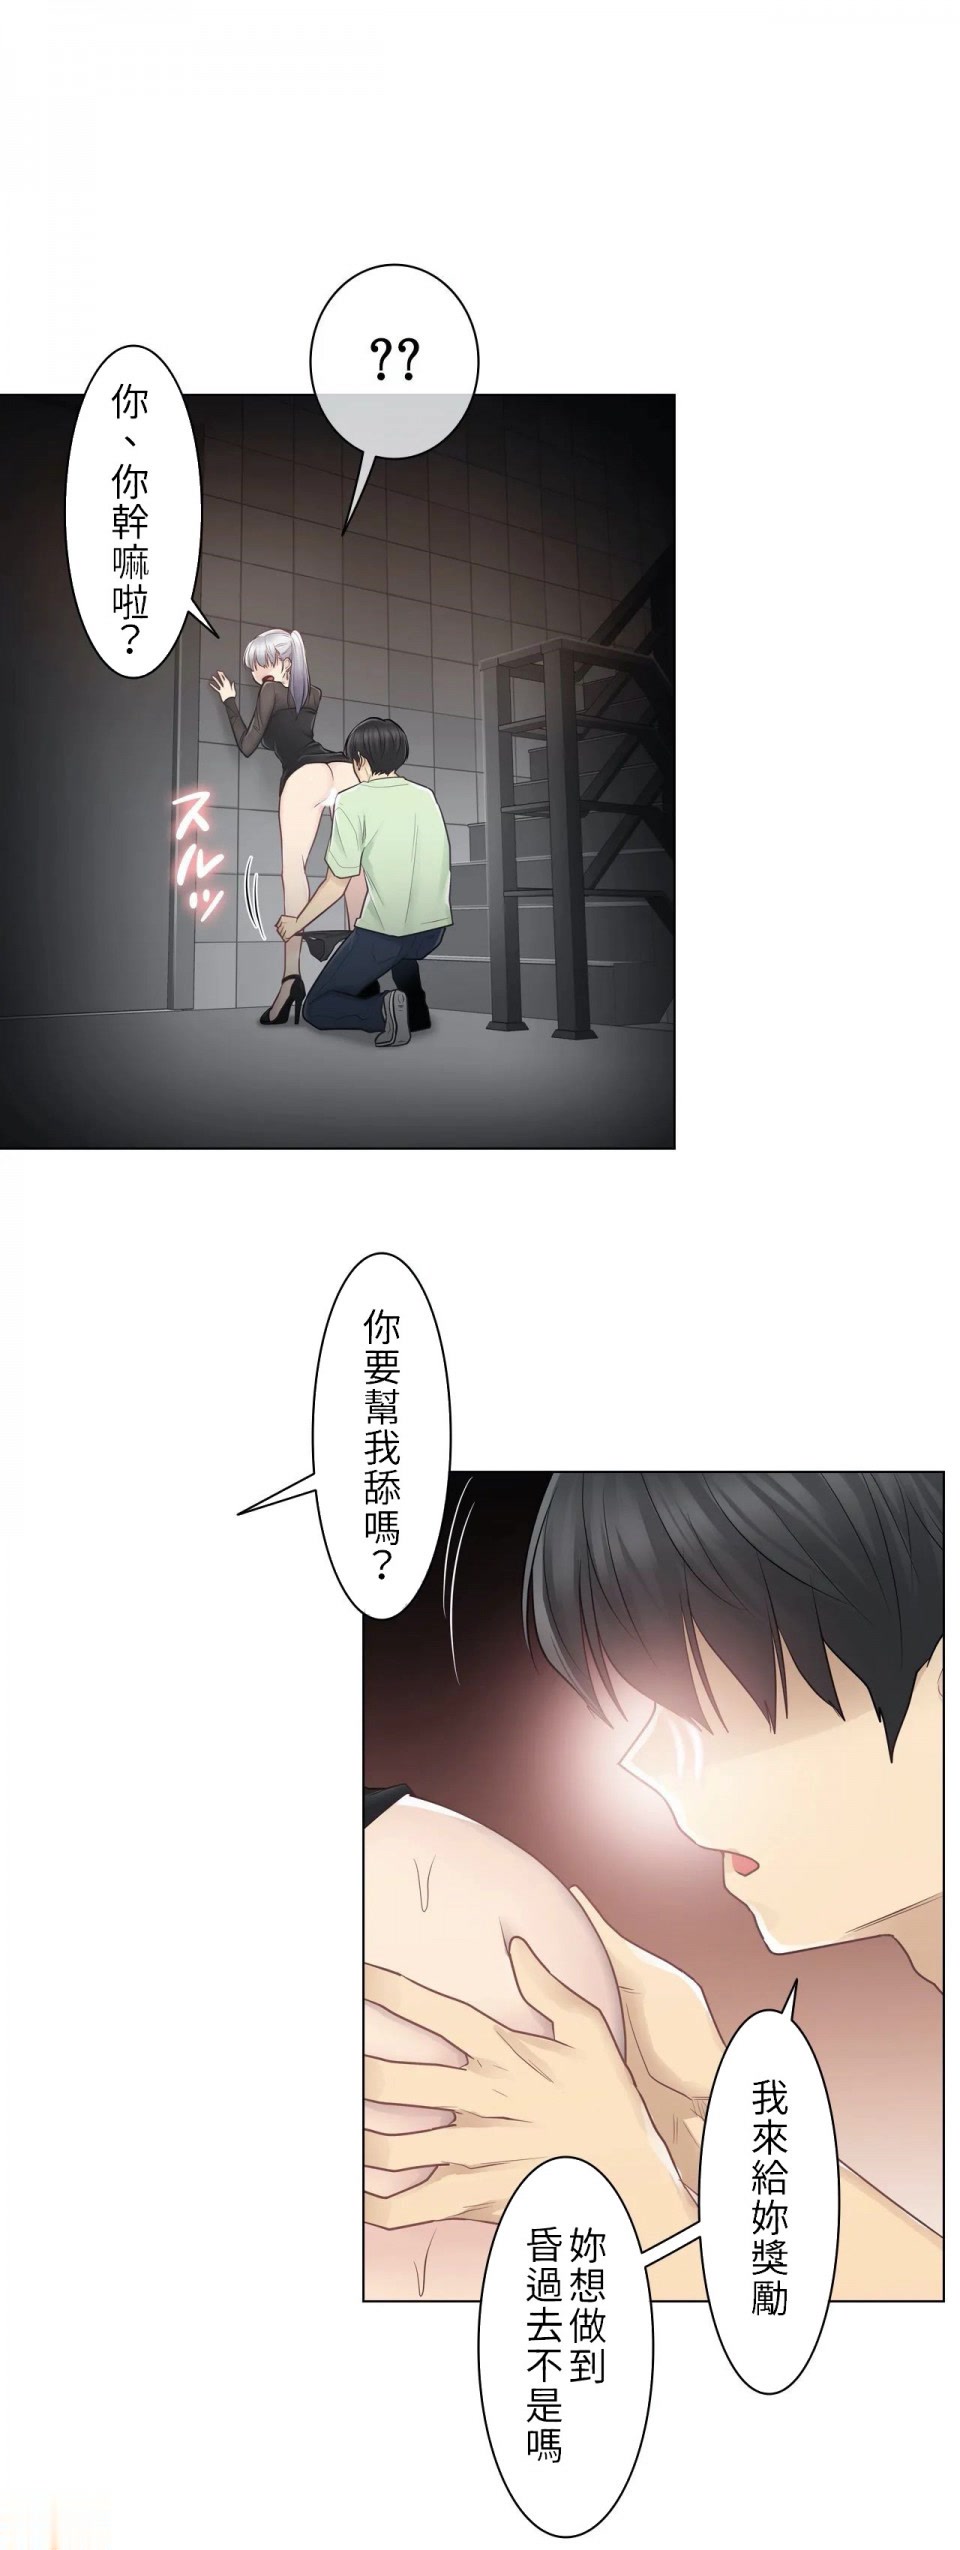 ??
你、你幹嘛啦？
スルッ
你要幫我舔嗎？
我來給妳獎勵
妳想做到
昏過去不是嗎